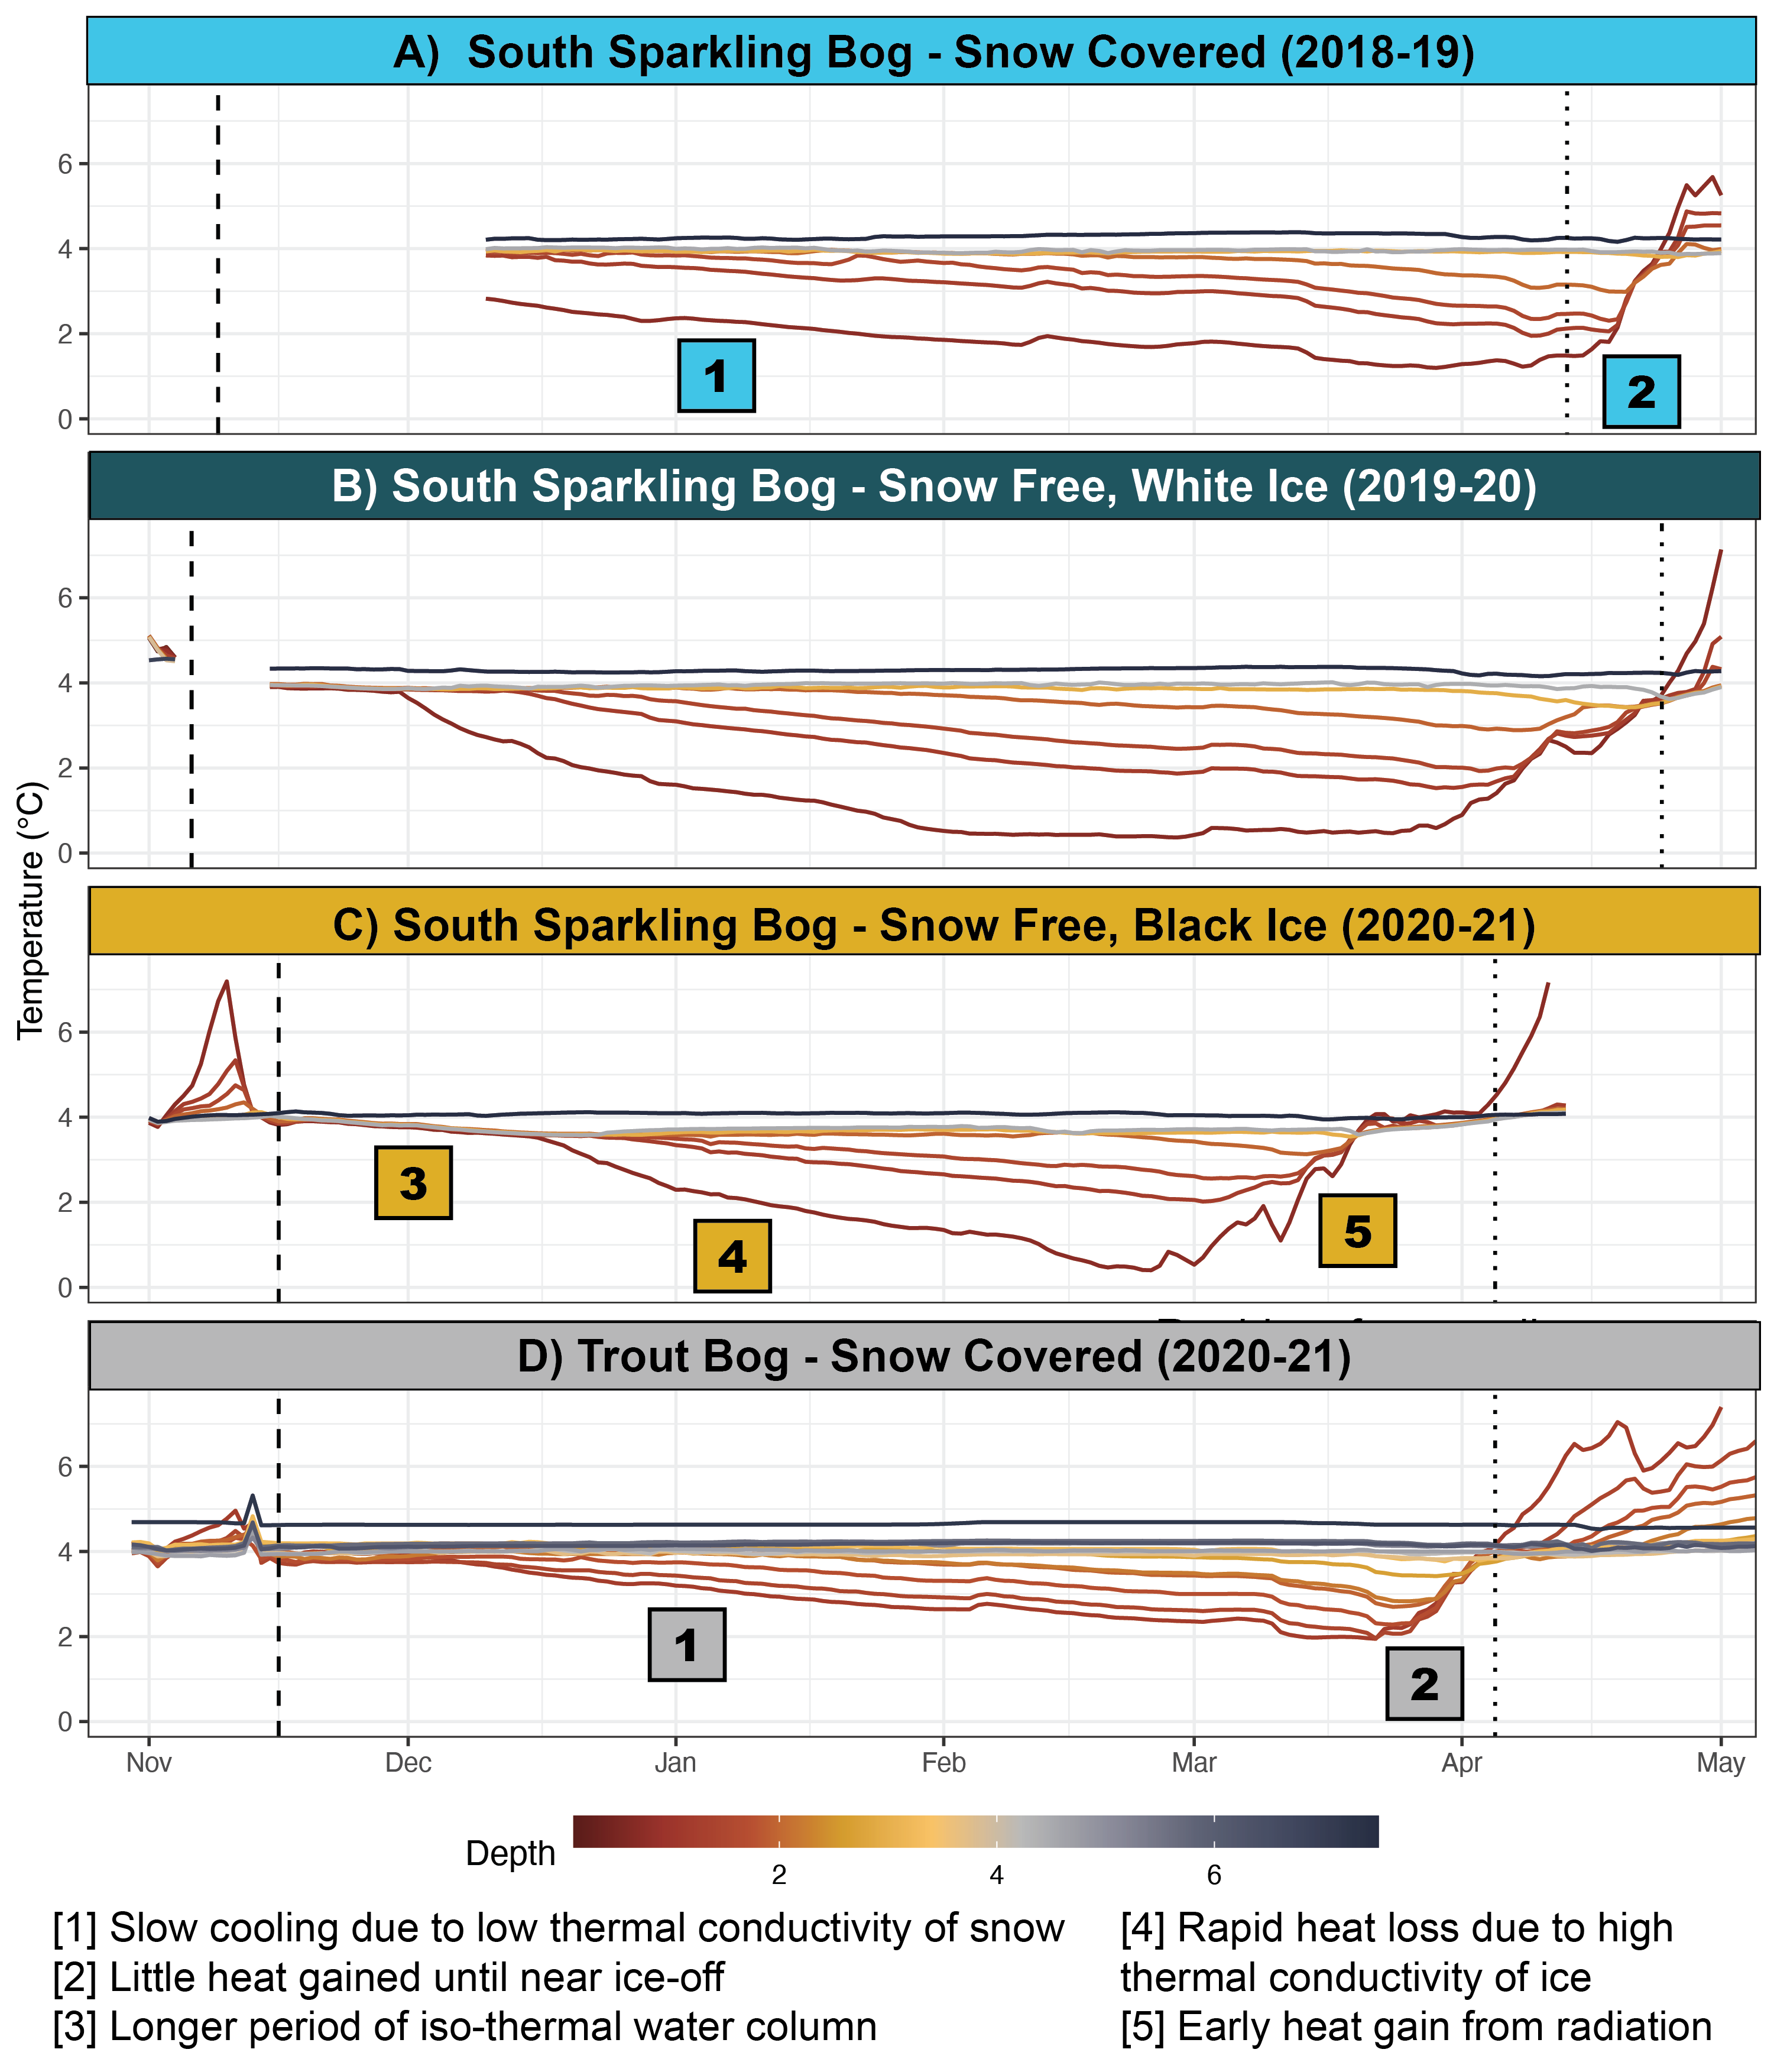 A) South Sparkling Bog - Snow Covered (2018-19)
6
4
2
0
1
2
B) South Sparkling Bog - Snow Free, White Ice (2019-20)
6
4
2
0
Temperature (°C)
C) South Sparkling Bog - Snow Free, Black Ice (2020-21)
6
4
2
0
3
4
5
D) Trout Bog - Snow Covered (2020-21)
6
4
2
0
1
2
Nov Dec Jan Feb Mar Apr May
Depth
2 4 6
[1] Slow cooling due to low thermal conductivity of snow
[2] Little heat gained until near ice-off
[3] Longer period of iso-thermal water column
[4] Rapid heat loss due to high
thermal conductivity of ice
[5] Early heat gain from radiation